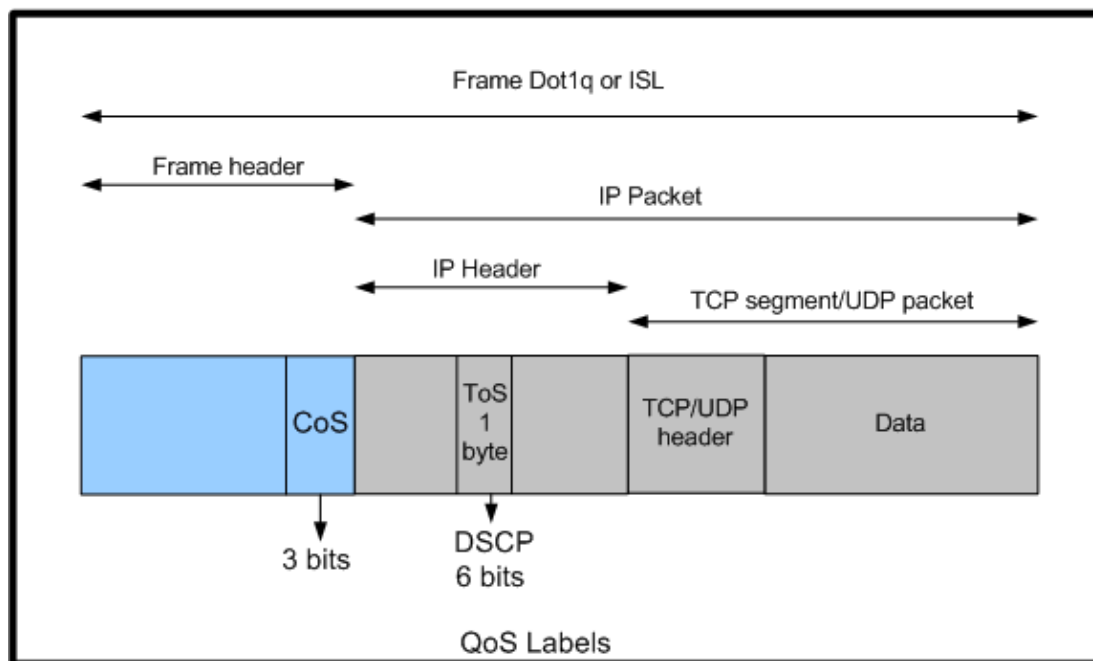 Frame Dot1q or ISL
Frame header
IP Packet
IP Header
TCP segment/UDP packet
CoS
ToS
1
byte
TCP/UDP
header
Data
3 bits
DSCP
6 bits
QoS Labels